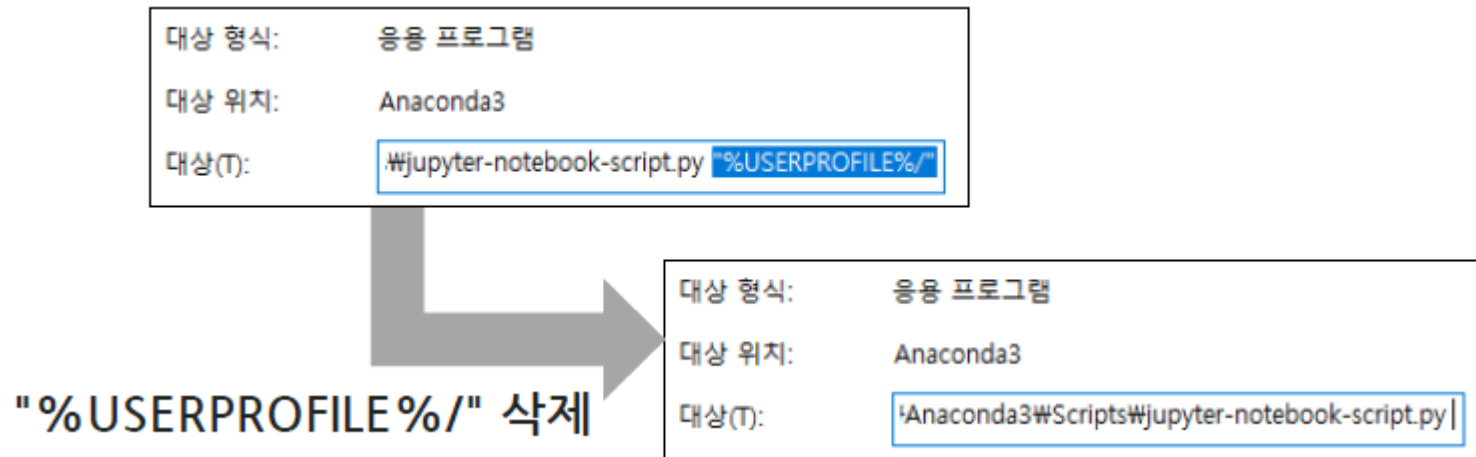 대상 형식: 응용 프로그램
대상 위치: Anaconda3
대상(T): .₩jupyter-notebook-script.py "%USERPROFILE%/"
"%USERPROFILE%/" 삭제
대상 형식: 응용 프로그램
대상 위치: Anaconda3
대상(T): Anaconda3₩Scripts₩jupyter-notebook-script.py